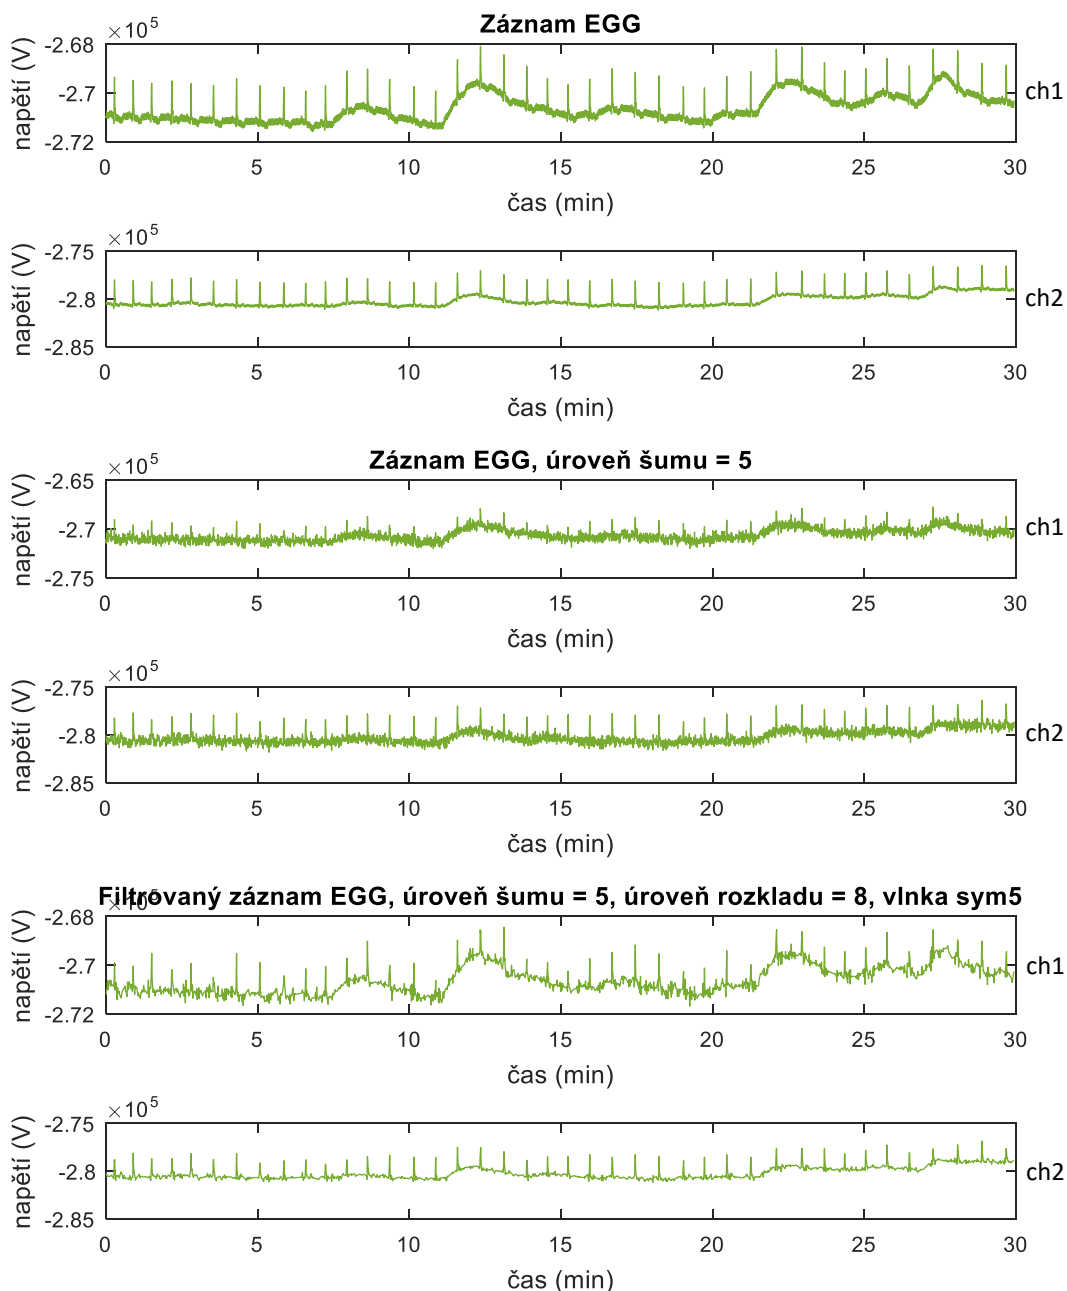 Záznam EGG
×10^5
-2.68
-2.7
-2.72
napětí (V)
ch1
0 5 10 15 20 25 30
čas (min)
×10^5
-2.75
-2.8
-2.85
napětí (V)
ch2
0 5 10 15 20 25 30
čas (min)
Záznam EGG, úroveň šumu = 5
×10^5
-2.65
-2.7
-2.75
napětí (V)
ch1
0 5 10 15 20 25 30
čas (min)
×10^5
-2.75
-2.8
-2.85
napětí (V)
ch2
0 5 10 15 20 25 30
čas (min)
Filtrovaný záznam EGG, úroveň šumu = 5, úroveň rozkladu = 8, vlnka sym5
×10^5
-2.68
-2.7
-2.72
napětí (V)
ch1
0 5 10 15 20 25 30
čas (min)
×10^5
-2.75
-2.8
-2.85
napětí (V)
ch2
0 5 10 15 20 25 30
čas (min)